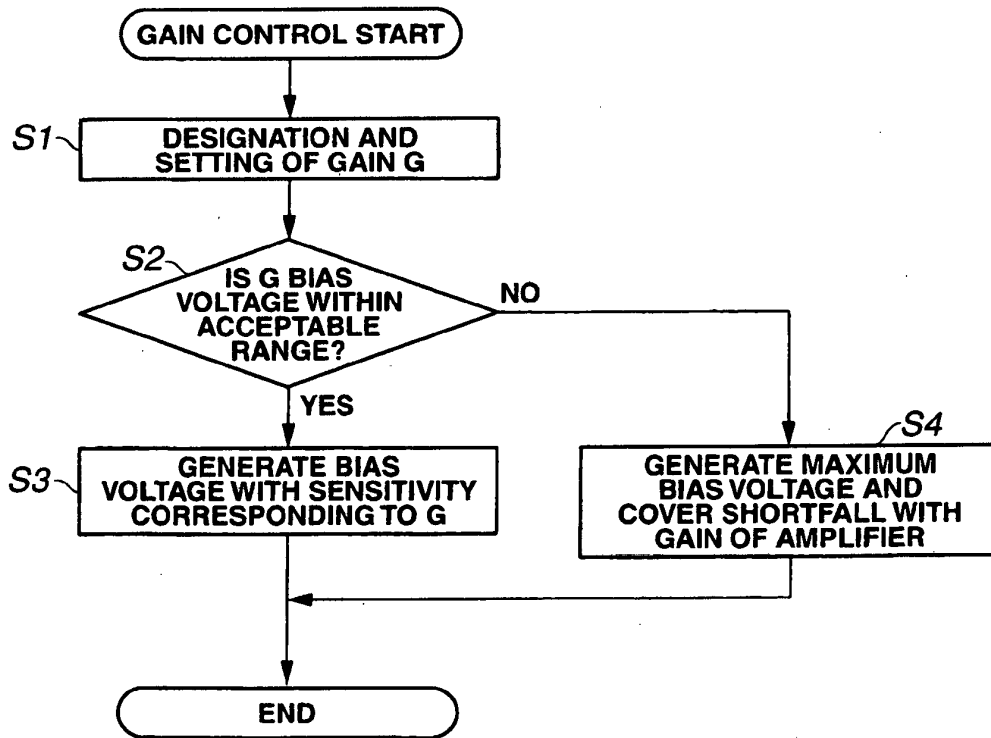 GAIN CONTROL START
S1
DESIGNATION AND
SETTING OF GAIN G
S2
IS G BIAS
VOLTAGE WITHIN
ACCEPTABLE
RANGE?
NO
YES
S3
GENERATE BIAS
VOLTAGE WITH SENSITIVITY
CORRESPONDING TO G
S4
GENERATE MAXIMUM
BIAS VOLTAGE AND
COVER SHORTFALL WITH
GAIN OF AMPLIFIER
END